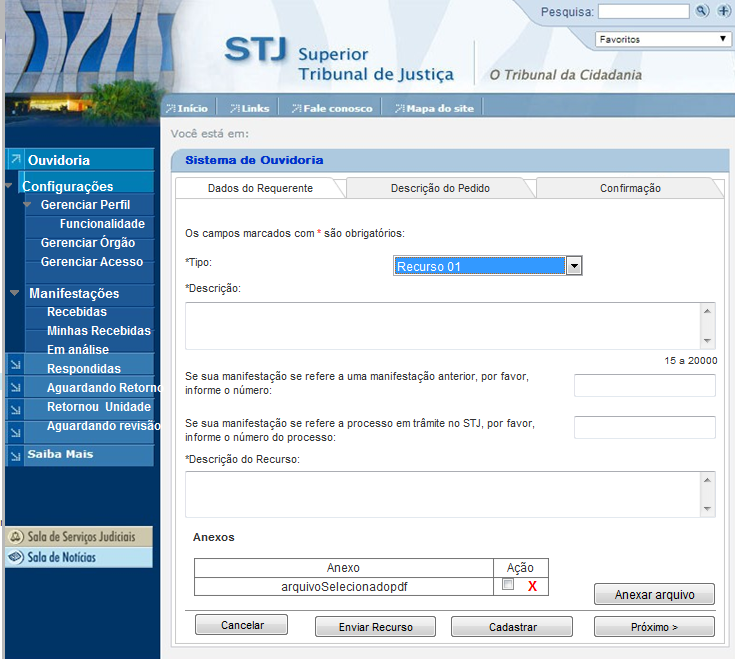 Pesquisa:
Favoritos
STJ Superior
Tribunal de Justiça
O Tribunal da Cidadania
Início
Links
Fale conosco
Mapa do site
Você está em:
Ouvidoria
Configurações
Gerenciar Perfil
Funcionalidade
Gerenciar Órgão
Gerenciar Acesso
Manifestações
Recebidas
Minhas Recebidas
Em análise
Respondidas
Aguardando Retorno
Retornou Unidade
Aguardando revisão
Saiba Mais
Sala de Serviços Judiciais
Sala de Notícias
Sistema de Ouvidoria
Dados do Requerente
Descrição do Pedido
Confirmação
Os campos marcados com * são obrigatórios:
*Tipo:
Recurso 01
*Descrição:
15 a 20000
Se sua manifestação se refere a uma manifestação anterior, por favor,
informe o número:
Se sua manifestação se refere a processo em trâmite no STJ, por favor,
informe o número do processo:
*Descrição do Recurso:
Anexos
Anexo Ação
arquivoSelecionadopdf X
Anexar arquivo
Cancelar
Enviar Recurso
Cadastrar
Próximo >